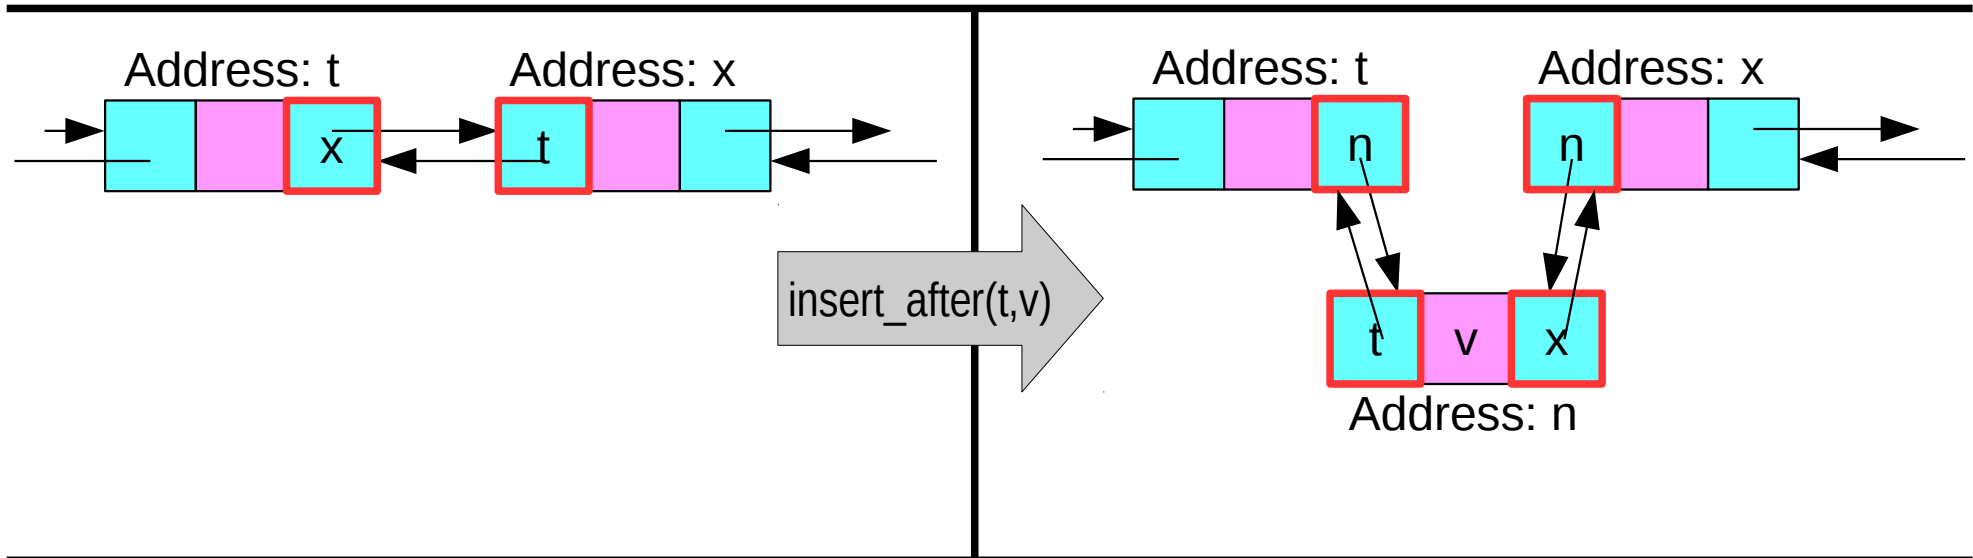 Address: t
Address: x
x
t
insert_after(t,v)
Address: t
Address: x
n
n
t
v
x
Address: n